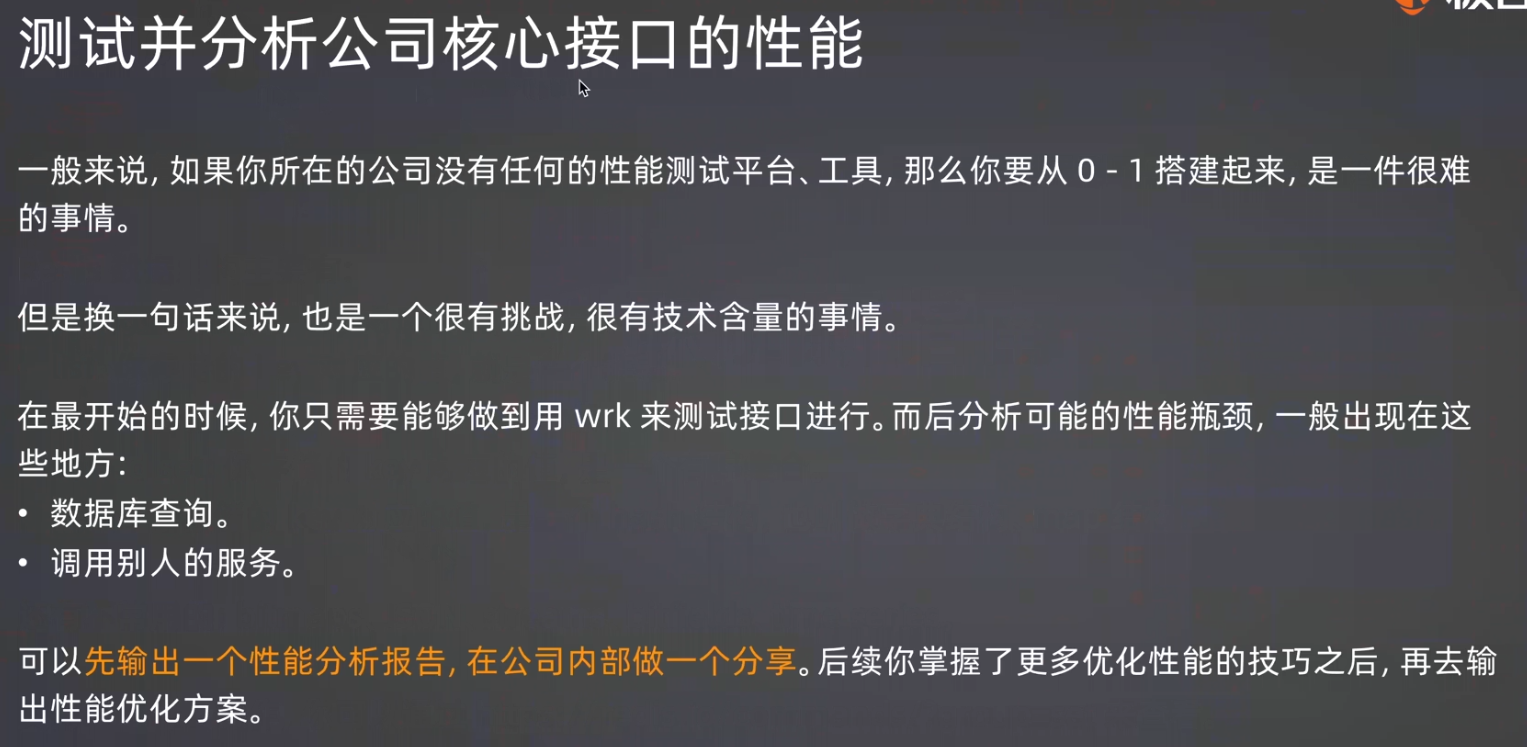 测试并分析公司核心接口的性能
一般来说, 如果你所在的公司没有任何的性能测试平台、工具, 那么你要从 0 - 1 搭建起来, 是一件很难
的事情。
但是换一句话来说, 也是一个很有挑战, 很有技术含量的事情。
在最开始的时候, 你只需要能够做到用 wrk 来测试接口进行。而后分析可能的性能瓶颈, 一般出现在这
些地方:
• 数据库查询。
• 调用别人的服务。
可以先输出一个性能分析报告, 在公司内部做一个分享。后续你掌握了更多优化性能的技巧之后, 再去输
出性能优化方案。